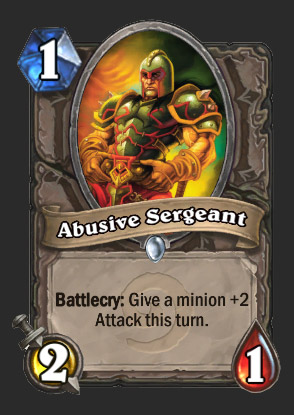 1
Abusive Sergeant
Battlecry: Give a minion +2
Attack this turn.
2
1